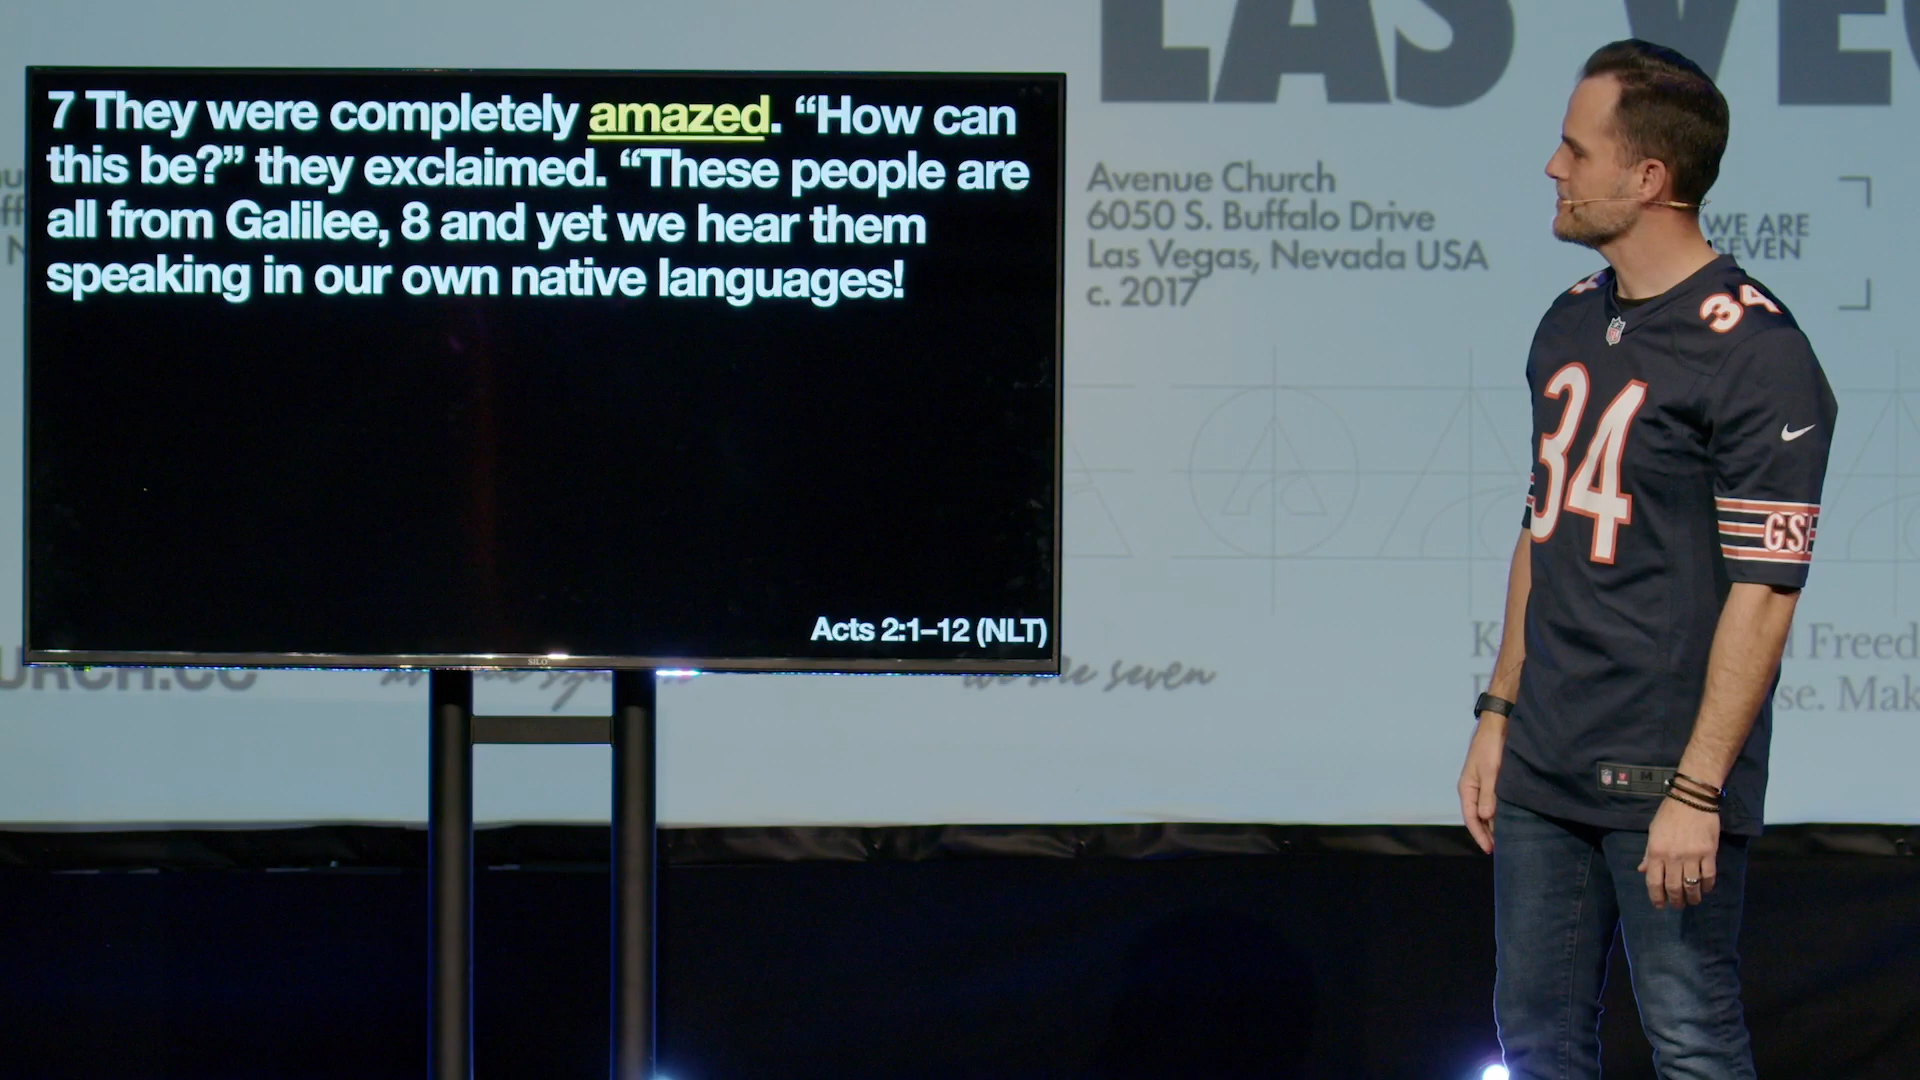 LAS VE
7 They were completely amazed. “How can
this be?” they exclaimed. “These people are
all from Galilee, 8 and yet we hear them
speaking in our own native languages!
Acts 2:1–12 (NLT)
Avenue Church
6050 S. Buffalo Drive
Las Vegas, Nevada USA
c. 2017
WE ARE
SEVEN
34
34
GS
URCH.CC
we are seven
Freed
se. Mak